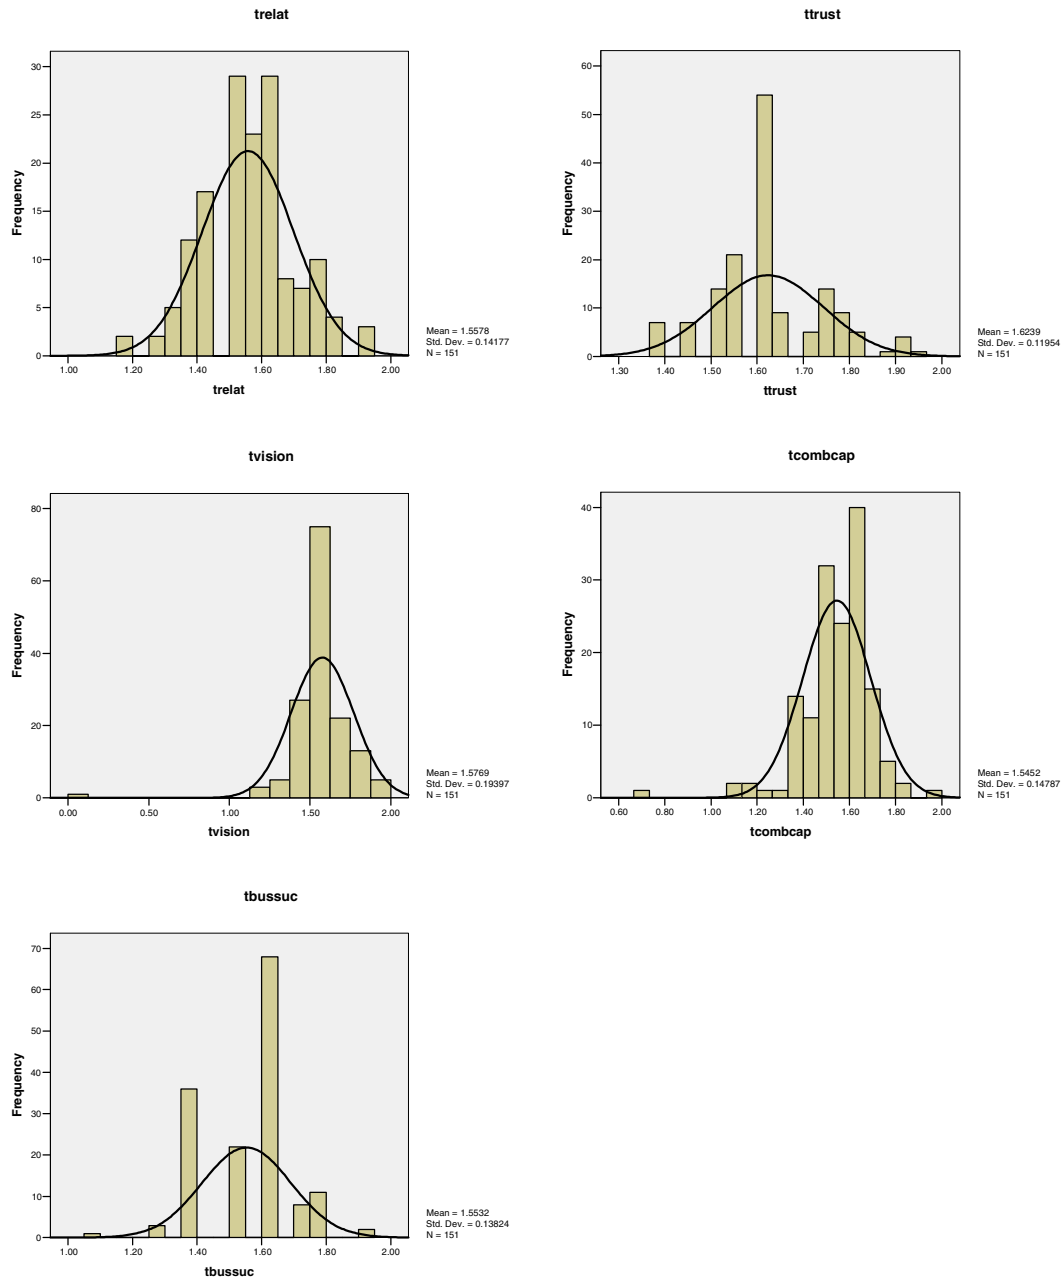 trelat
30
25
20
15
10
5
0
Frequency
1.00 1.20 1.40 1.60 1.80 2.00
trelat
Mean = 1.5578
Std. Dev. = 0.14177
N = 151
ttrust
60
50
40
30
20
10
0
Frequency
1.30 1.40 1.50 1.60 1.70 1.80 1.90 2.00
ttrust
Mean = 1.6239
Std. Dev. = 0.11954
N = 151
tvision
80
60
40
20
0
Frequency
0.00 0.50 1.00 1.50 2.00
tvision
Mean = 1.5769
Std. Dev. = 0.19397
N = 151
tcombcap
40
30
20
10
0
Frequency
0.60 0.80 1.00 1.20 1.40 1.60 1.80 2.00
tcombcap
Mean = 1.5452
Std. Dev. = 0.14787
N = 151
tbussuc
70
60
50
40
30
20
10
0
Frequency
1.00 1.20 1.40 1.60 1.80 2.00
tbussuc
Mean = 1.5532
Std. Dev. = 0.13824
N = 151